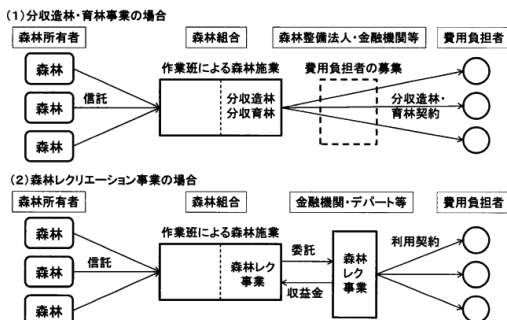 (1)分収造林・育林事業の場合
森林所有者
森林組合
森林整備法人・金融機関等
費用負担者
森林
森林
森林
信託
作業班による森林施業
分収造林
分収育林
費用負担者の募集
分収造林・
育林契約
(2)森林レクリエーション事業の場合
森林所有者
森林組合
金融機関・デパート等
費用負担者
森林
森林
森林
信託
作業班による森林施業
森林レク
事業
委託
収益金
森林
レク
事業
利用契約